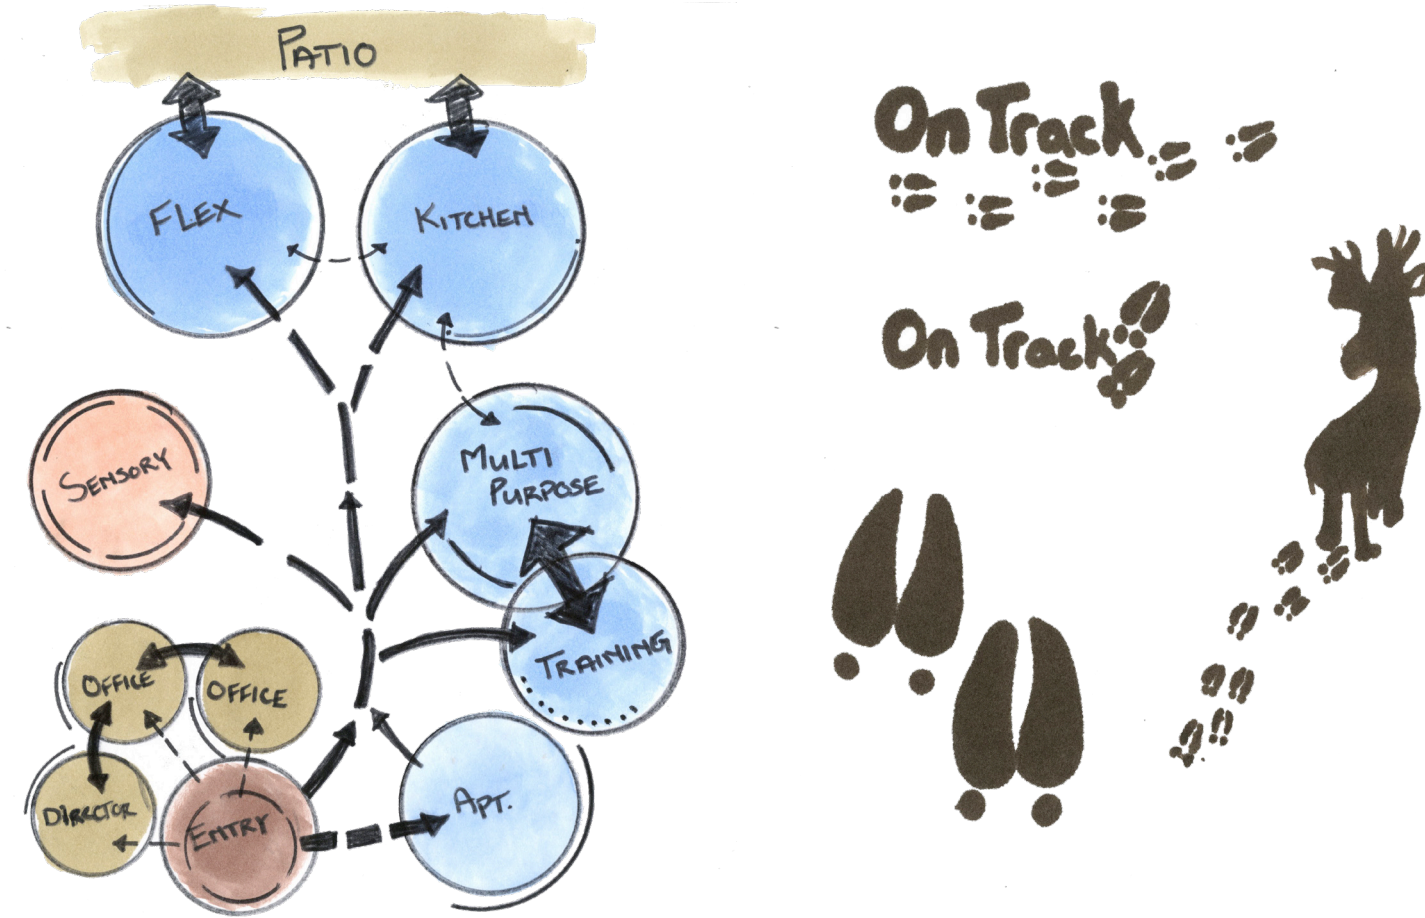 PATIO
FLEX
KITCHEN
SENSORY
MULTI
PURPOSE
TRAINING
OFFICE
OFFICE
DIRECTOR
ENTRY
APT.
On Track
On Track